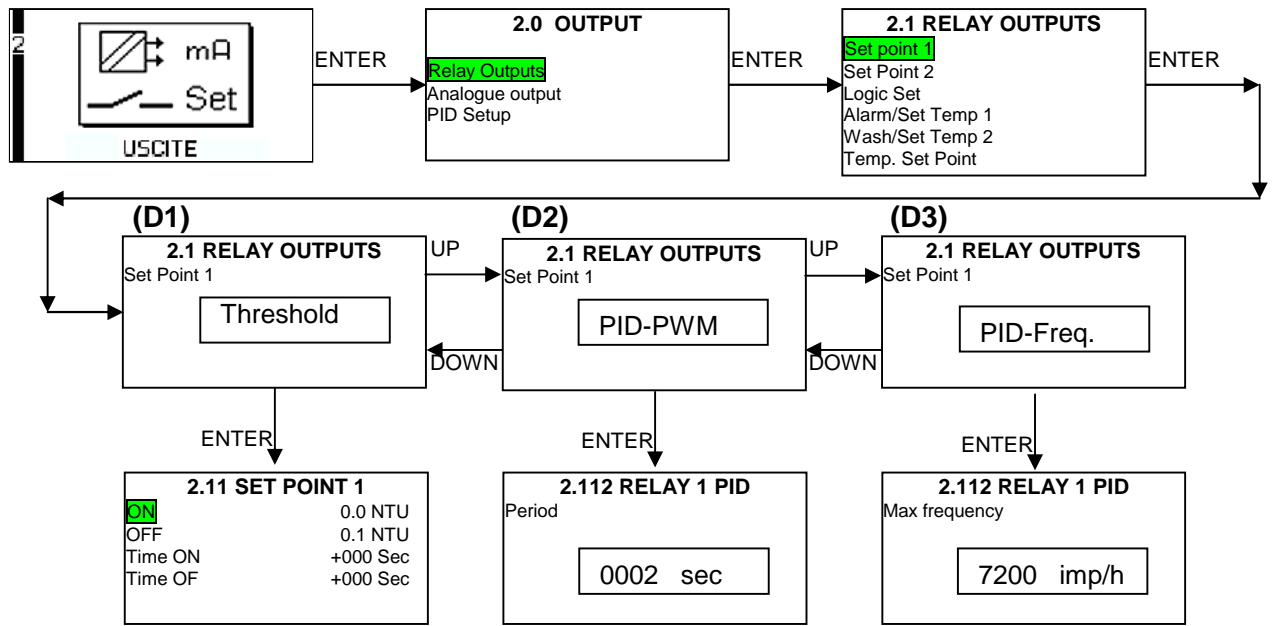 2
mA
Set
USCITE
ENTER
2.0 OUTPUT
Relay Outputs
Analogue output
PID Setup
ENTER
2.1 RELAY OUTPUTS
Set point 1
Set Point 2
Logic Set
Alarm/Set Temp 1
Wash/Set Temp 2
Temp. Set Point
ENTER
(D1)
2.1 RELAY OUTPUTS
Set Point 1
Threshold
UP
DOWN
(D2)
2.1 RELAY OUTPUTS
Set Point 1
PID-PWM
UP
DOWN
(D3)
2.1 RELAY OUTPUTS
Set Point 1
PID-Freq.
ENTER
ENTER
ENTER
2.11 SET POINT 1
ON 0.0 NTU
OFF 0.1 NTU
Time ON +000 Sec
Time OF +000 Sec
2.112 RELAY 1 PID
Period
0002 sec
2.112 RELAY 1 PID
Max frequency
7200 imp/h